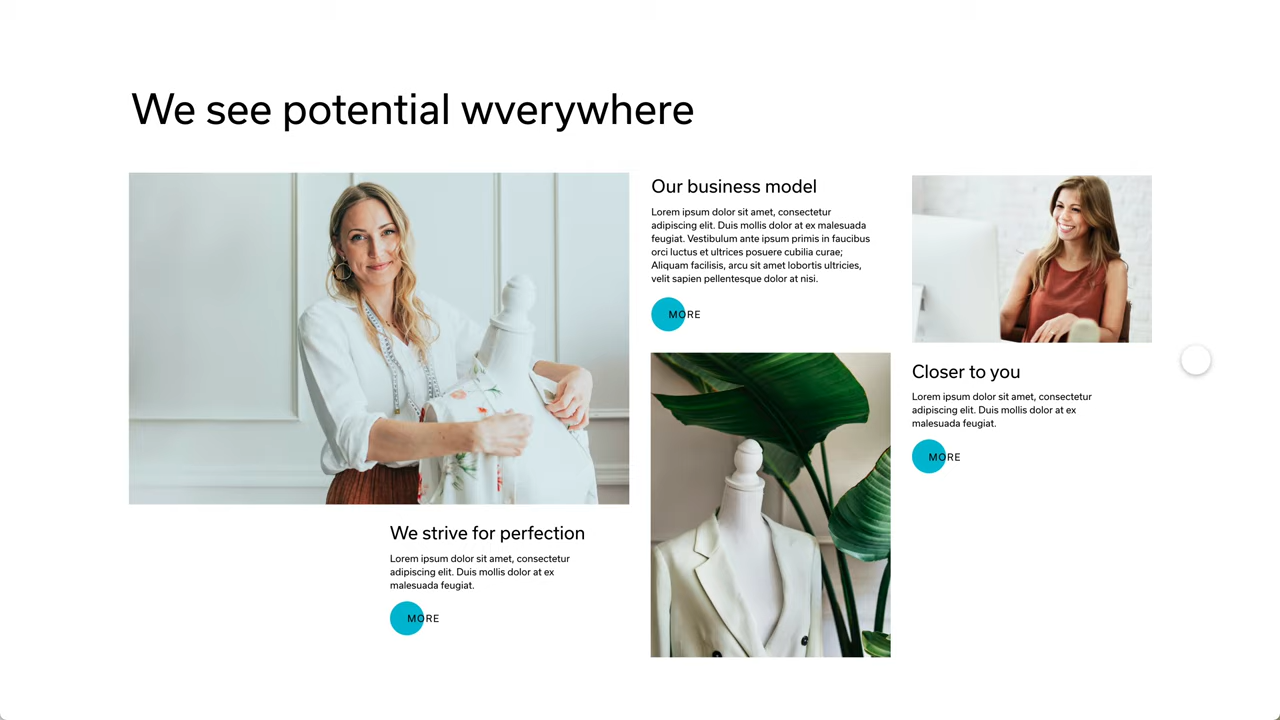 We see potential wverywhere
Our business model
Lorem ipsum dolor sit amet, consectetur
adipiscing elit. Duis mollis dolor at ex malesuada
feugiat. Vestibulum ante ipsum primis in faucibus
orci luctus et ultrices posuere cubilia curae;
Aliquam facilisis, arcu sit amet lobortis ultricies,
velit sapien pellentesque dolor at nisi.
MORE
Closer to you
Lorem ipsum dolor sit amet, consectetur
adipiscing elit. Duis mollis dolor at ex
malesuada feugiat.
MORE
We strive for perfection
Lorem ipsum dolor sit amet, consectetur
adipiscing elit. Duis mollis dolor at ex
malesuada feugiat.
MORE